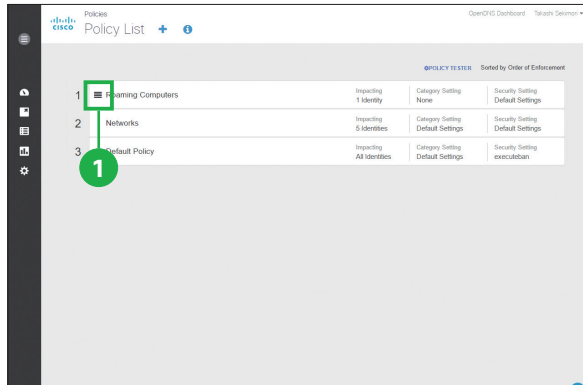 Policies
OpenDNS Dashboard Takashi Sekimori
CISCO
Policy List
POLICY TESTER Sorted by Order of Enforcement
1 Roaming Computers
Impacting
1 Identity
Category Setting
None
Security Setting
Default Settings
2 Networks
Impacting
5 Identities
Category Setting
Default Settings
Security Setting
Default Settings
3 Default Policy
Impacting
All Identities
Category Setting
Default Settings
Security Setting
executeban
1